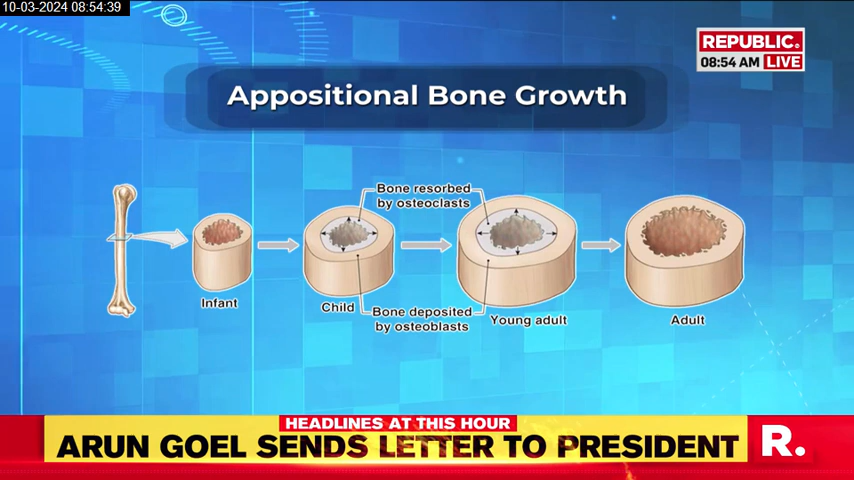 10-03-2024 08:54:39
REPUBLIC.
08:54 AM LIVE
Appositional Bone Growth
Bone resorbed
by osteoclasts
Infant
Child
Bone deposited
by osteoblasts
Young adult
Adult
HEADLINES AT THIS HOUR
ARUN GOEL SENDS LETTER TO PRESIDENT
R.